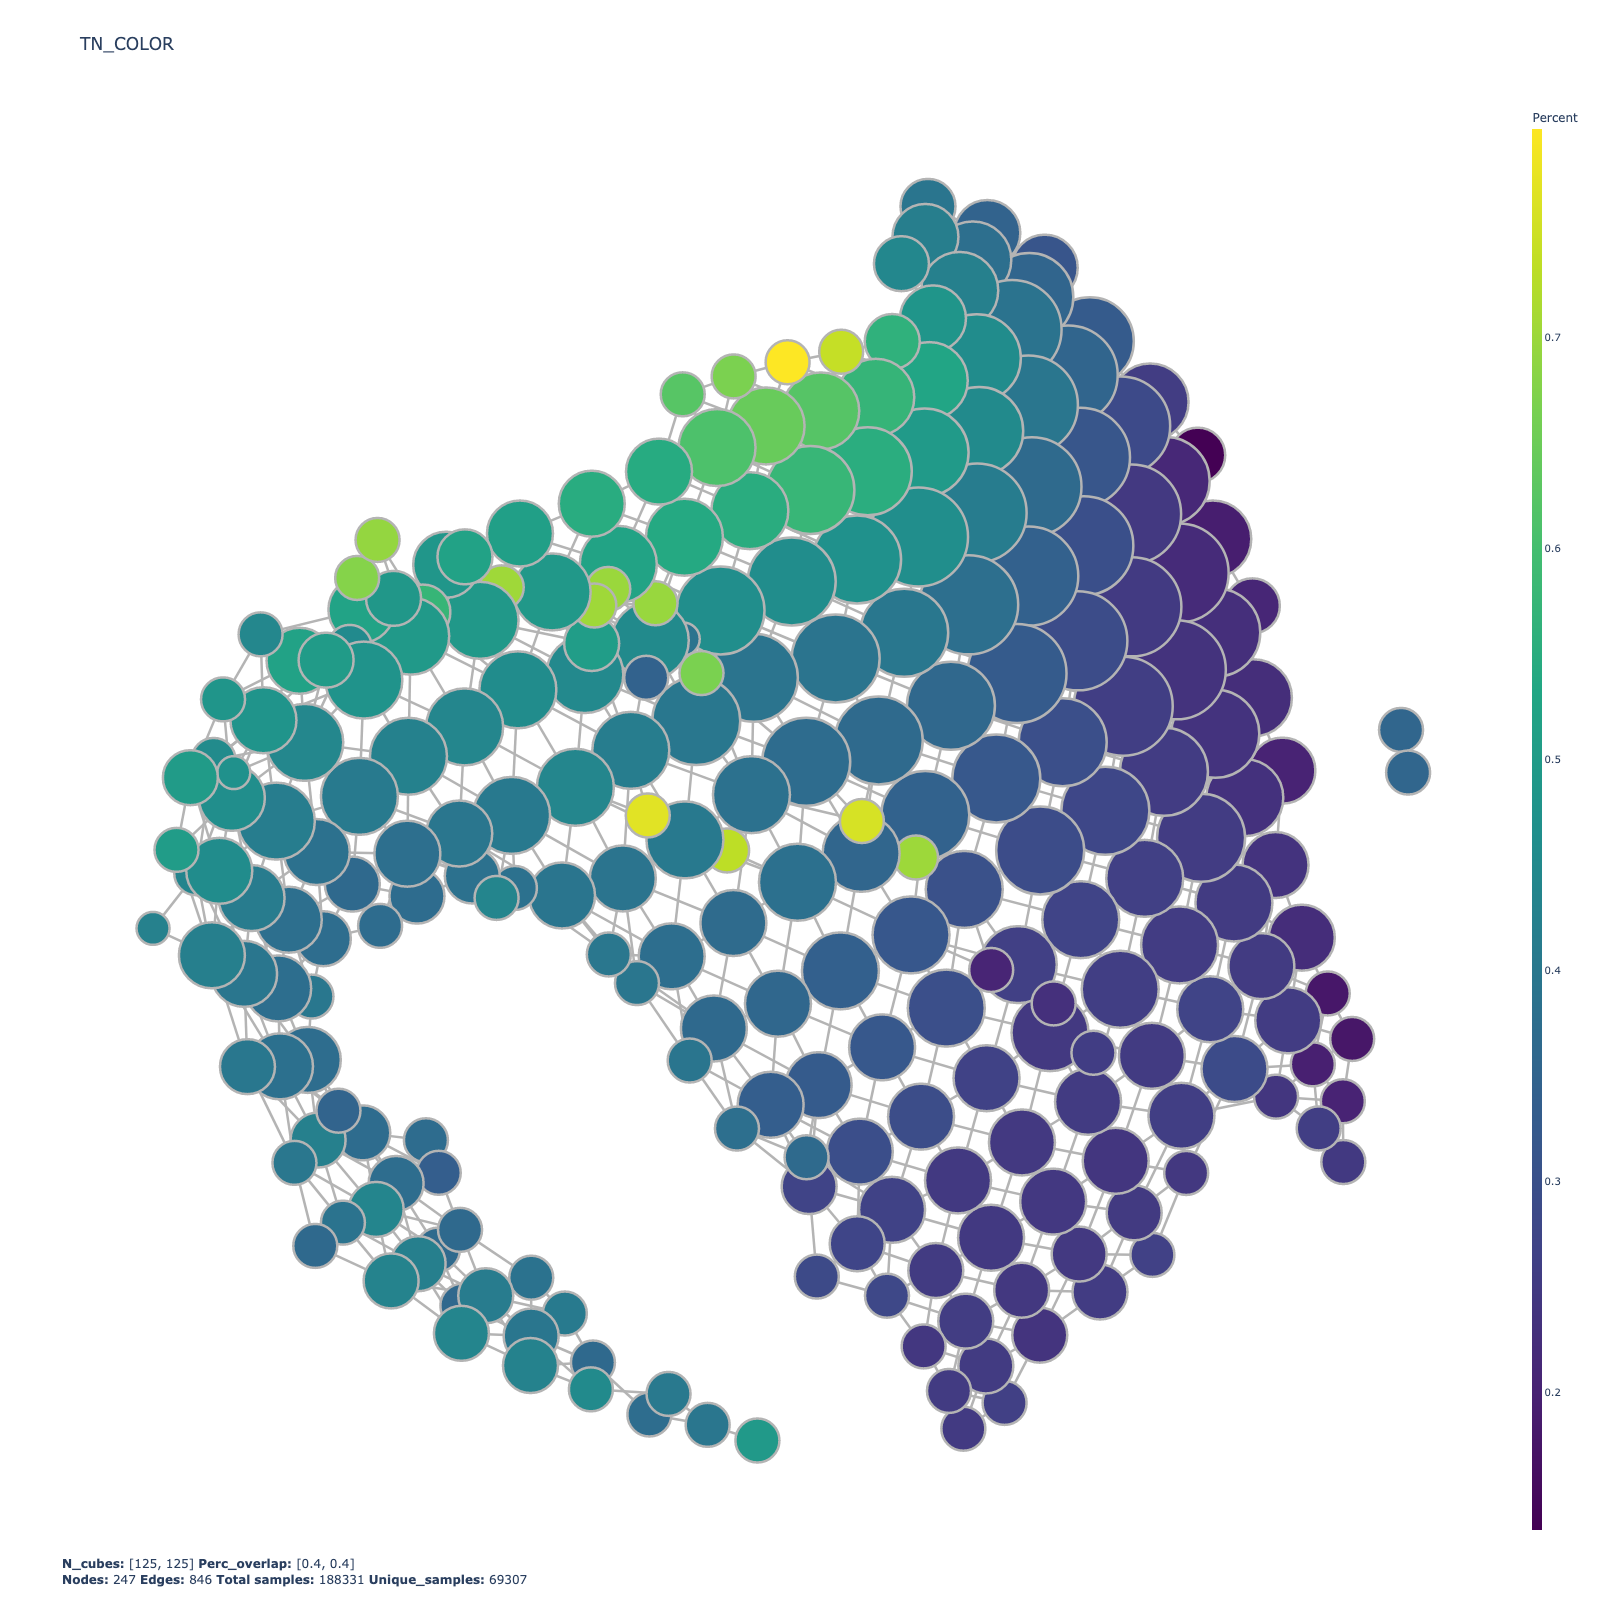 TN_COLOR
Percent
0.7
0.6
0.5
0.4
0.3
0.2
N_cubes: [125, 125] Perc_overlap: [0.4, 0.4]
Nodes: 247 Edges: 846 Total samples: 188331 Unique_samples: 69307